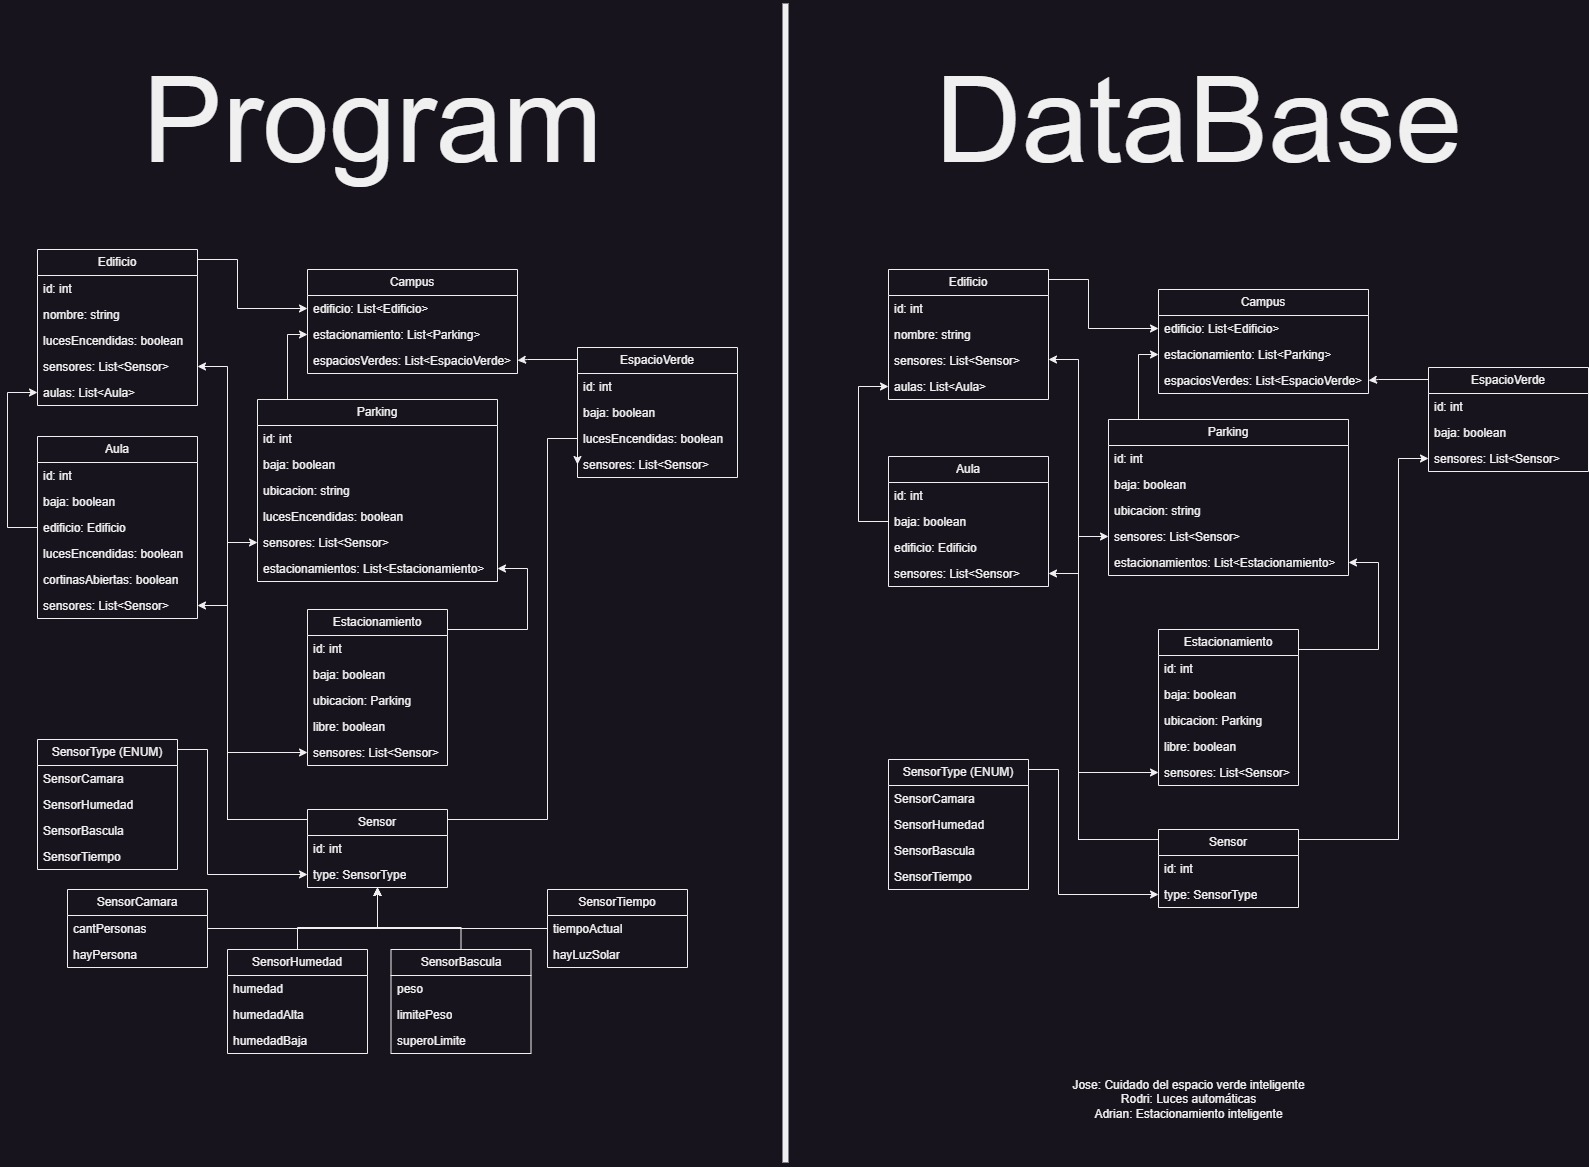 Program
Edificio
id: int
nombre: string
lucesEncendidas: boolean
sensores: List<Sensor>
aulas: List<Aula>
Campus
edificio: List<Edificio>
estacionamiento: List<Parking>
espaciosVerdes: List<EspacioVerde>
EspacioVerde
id: int
baja: boolean
lucesEncendidas: boolean
sensores: List<Sensor>
Parking
id: int
baja: boolean
ubicacion: string
lucesEncendidas: boolean
sensores: List<Sensor>
estacionamientos: List<Estacionamiento>
Aula
id: int
baja: boolean
edificio: Edificio
lucesEncendidas: boolean
cortinasAbiertas: boolean
sensores: List<Sensor>
Estacionamiento
id: int
baja: boolean
ubicacion: Parking
libre: boolean
sensores: List<Sensor>
SensorType (ENUM)
SensorCamara
SensorHumedad
SensorBascula
SensorTiempo
Sensor
id: int
type: SensorType
SensorCamara
cantPersonas
hayPersona
SensorHumedad
humedad
humedadAlta
humedadBaja
SensorBascula
peso
limitePeso
superoLimite
SensorTiempo
tiempoActual
hayLuzSolar
DataBase
Edificio
id: int
nombre: string
sensores: List<Sensor>
aulas: List<Aula>
Campus
edificio: List<Edificio>
estacionamiento: List<Parking>
espaciosVerdes: List<EspacioVerde>
EspacioVerde
id: int
baja: boolean
sensores: List<Sensor>
Parking
id: int
baja: boolean
ubicacion: string
sensores: List<Sensor>
estacionamientos: List<Estacionamiento>
Aula
id: int
baja: boolean
edificio: Edificio
sensores: List<Sensor>
Estacionamiento
id: int
baja: boolean
ubicacion: Parking
libre: boolean
sensores: List<Sensor>
SensorType (ENUM)
SensorCamara
SensorHumedad
SensorBascula
SensorTiempo
Sensor
id: int
type: SensorType
Jose: Cuidado del espacio verde inteligente
Rodri: Luces automáticas
Adrian: Estacionamiento inteligente